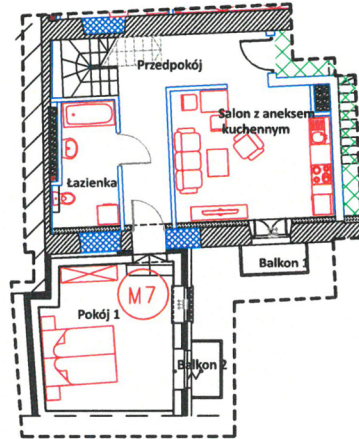 Przedpokój
Salon z aneksem
kuchennym
Łazienka
Balkon 1
M7
Pokój 1
Balkon 2